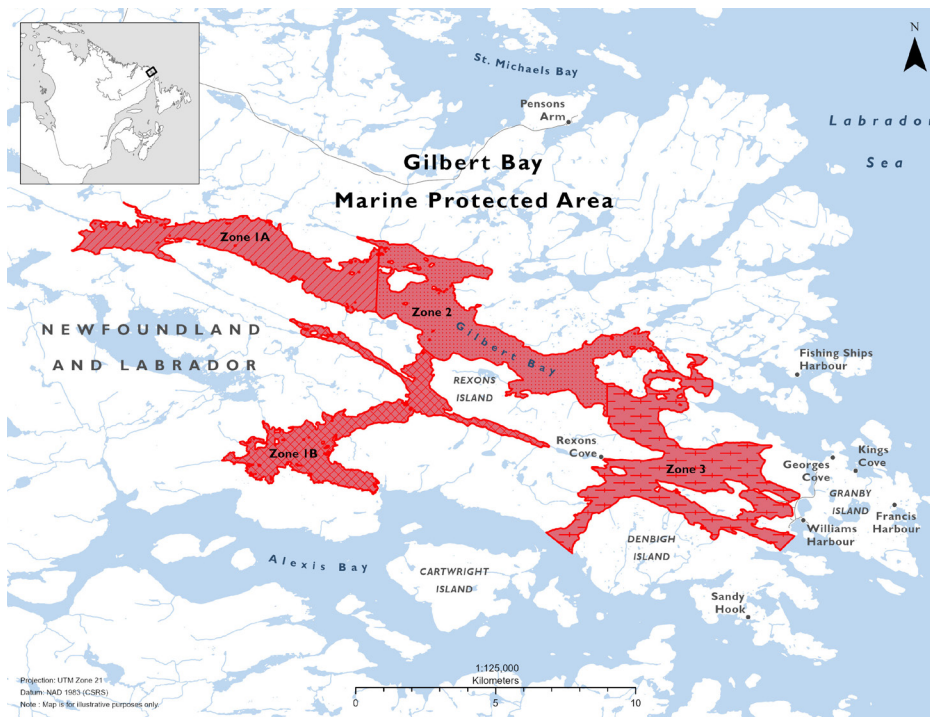 N
St. Michaels Bay
Pensons
Arm
Labrador
Sea
Gilbert Bay
Marine Protected Area
Zone 1A
Zone 2
Gilbert Bay
NEWFOUNDLAND
AND LABRADOR
REXONS
ISLAND
Fishing Ships
Harbour
Rexons
Cove
Zone 1B
Zone 3
Kings
Cove
Georges
Cove
GRANBY
ISLAND
Francis
Harbour
Williams
Harbour
DENBIGH
ISLAND
Alexis Bay
CARTWRIGHT
ISLAND
Sandy
Hook
1:125,000
Kilometers
0 5 10
Projection: UTM Zone 21
Datum: NAD 1983 (CSRS)
Note : Map is for illustrative purposes only.